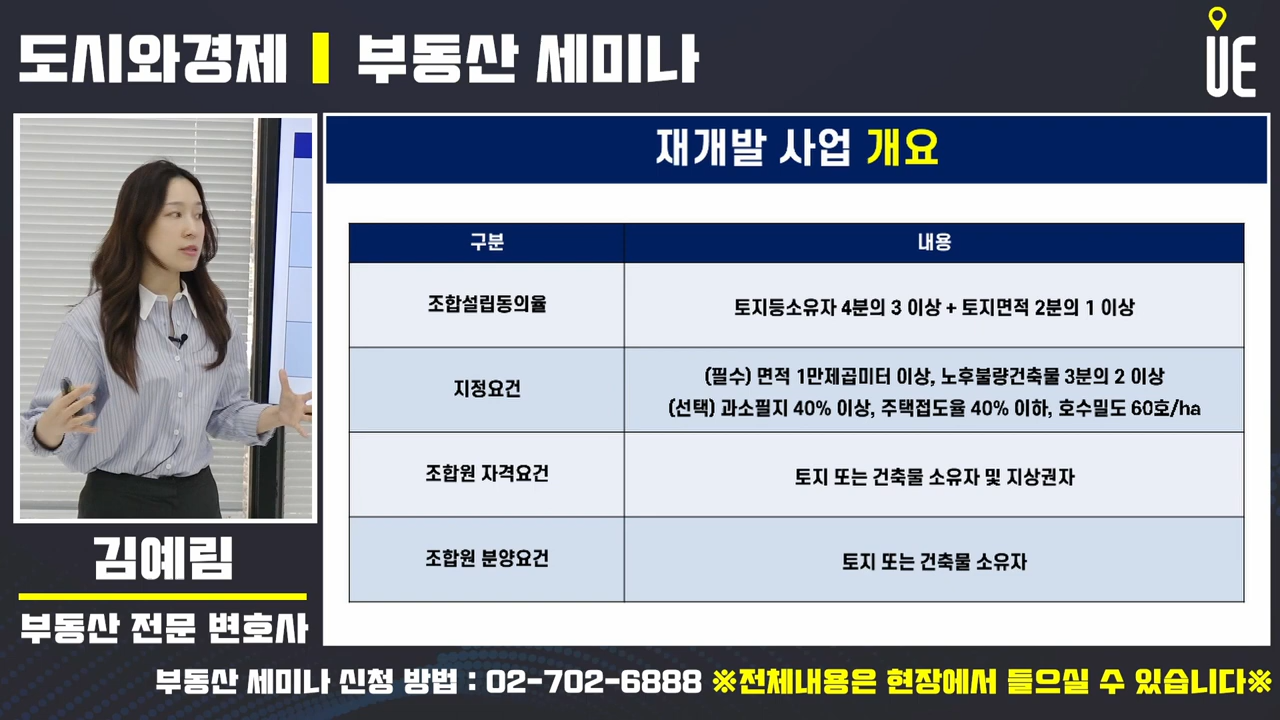 도시와경제 부동산 세미나
UE
재개발 사업 개요
구분 내용
조합설립동의율 토지등소유자 4분의 3 이상 + 토지면적 2분의 1 이상
지정요건 (필수) 면적 1만제곱미터 이상, 노후불량건축물 3분의 2 이상
(선택) 과소필지 40% 이상, 주택접도율 40% 이하, 호수밀도 60호/ha
조합원 자격요건 토지 또는 건축물 소유자 및 지상권자
조합원 분양요건 토지 또는 건축물 소유자
김예림
부동산 전문 변호사
부동산 세미나 신청 방법 : 02-702-6888 ※전체내용은 현장에서 들으실 수 있습니다※